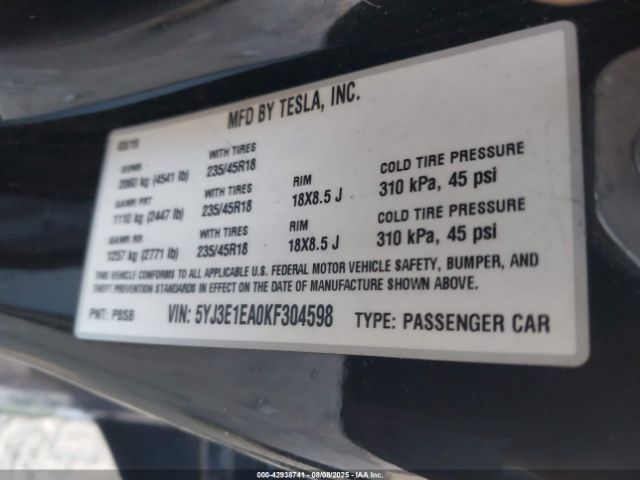 MFD BY TESLA, INC.
03/19
GVWR
2060 kg (4541 lb)
GAWR FRT
WITH TIRES
235/45R18
1110 kg (2447 lb)
GAWR RR
WITH TIRES
235/45R18
RIM
18X8.5 J
COLD TIRE PRESSURE
310 kPa, 45 psi
1257 kg (2771 lb)
WITH TIRES
235/45R18
RIM
18X8.5 J
COLD TIRE PRESSURE
310 kPa, 45 psi
THIS VEHICLE CONFORMS TO ALL APPLICABLE U.S. FEDERAL MOTOR VEHICLE SAFETY, BUMPER, AND
THEFT PREVENTION STANDARDS IN EFFECT ON THE DATE OF MANUFACTURE SHOWN ABOVE.
PNT: PBSB VIN: 5YJ3E1EA0KF304598 TYPE: PASSENGER CAR
000-42938741 - 08/08/2025 - IAA Inc.